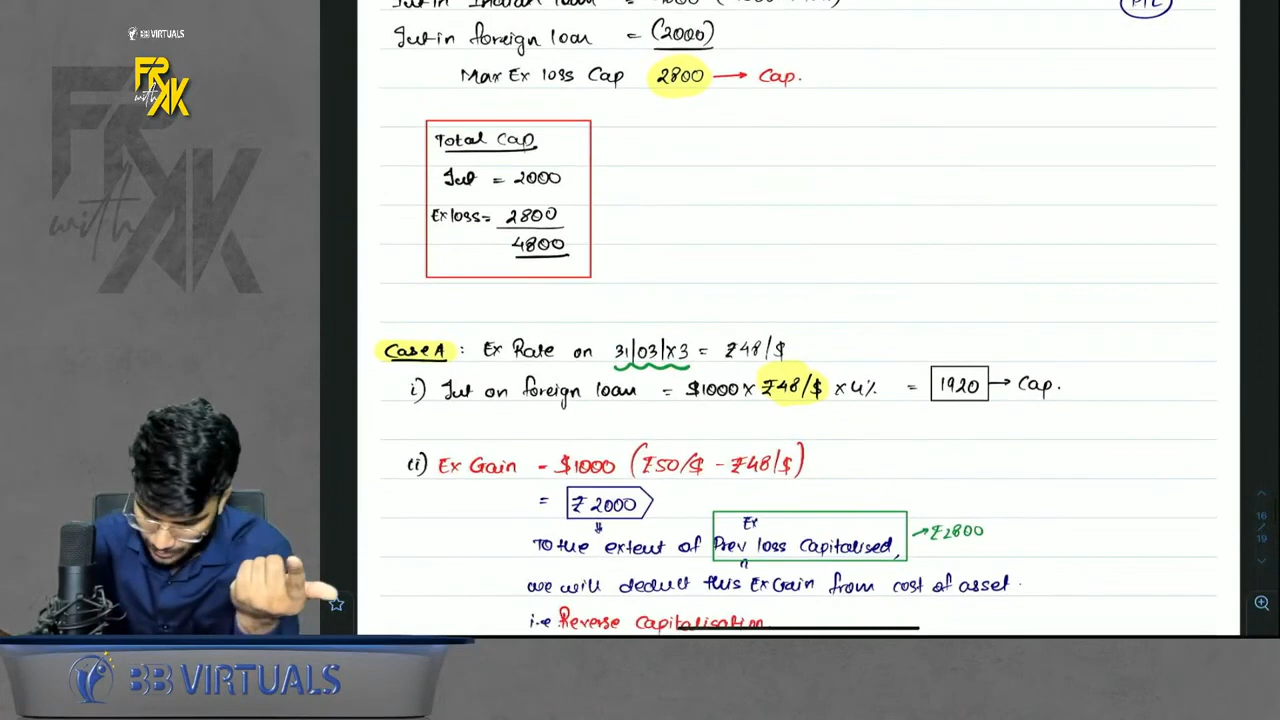 BB VIRTUALS
FR
with
AK
Int in foreign loan = (2000)
Max Ex loss Cap 2800 → Cap.
Total Cap
Int = 2000
Ex loss = 2800
4800
Case A : Ex Rate on 31/03/x3 = ₹48/$
i) Int on foreign loan = $1000 x ₹48/$ x 4% = 1920 → Cap.
ii) Ex Gain - $1000 (₹50/$ - ₹48/$)
= ₹2000
To the extent of Prev Ex loss Capitalised, → ₹2800
we will deduct this Ex Gain from cost of asset.
i.e Reverse Capitalisation
16
/
19
BB VIRTUALS